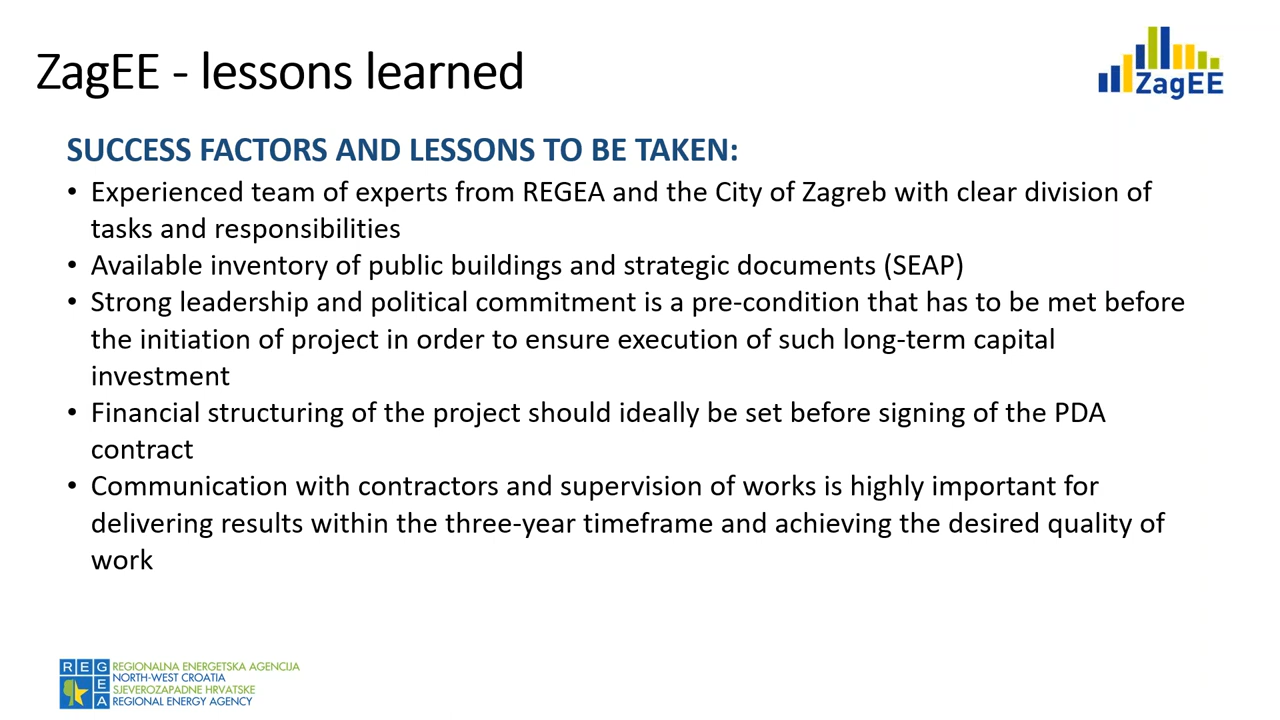 ZagEE - lessons learned
ZagEE
SUCCESS FACTORS AND LESSONS TO BE TAKEN:
• Experienced team of experts from REGEA and the City of Zagreb with clear division of
tasks and responsibilities
• Available inventory of public buildings and strategic documents (SEAP)
• Strong leadership and political commitment is a pre-condition that has to be met before
the initiation of project in order to ensure execution of such long-term capital
investment
• Financial structuring of the project should ideally be set before signing of the PDA
contract
• Communication with contractors and supervision of works is highly important for
delivering results within the three-year timeframe and achieving the desired quality of
work
REG
E
A
REGIONALNA ENERGETSKA AGENCIJA
NORTH-WEST CROATIA
SJEVEROZAPADNE HRVATSKE
REGIONAL ENERGY AGENCY